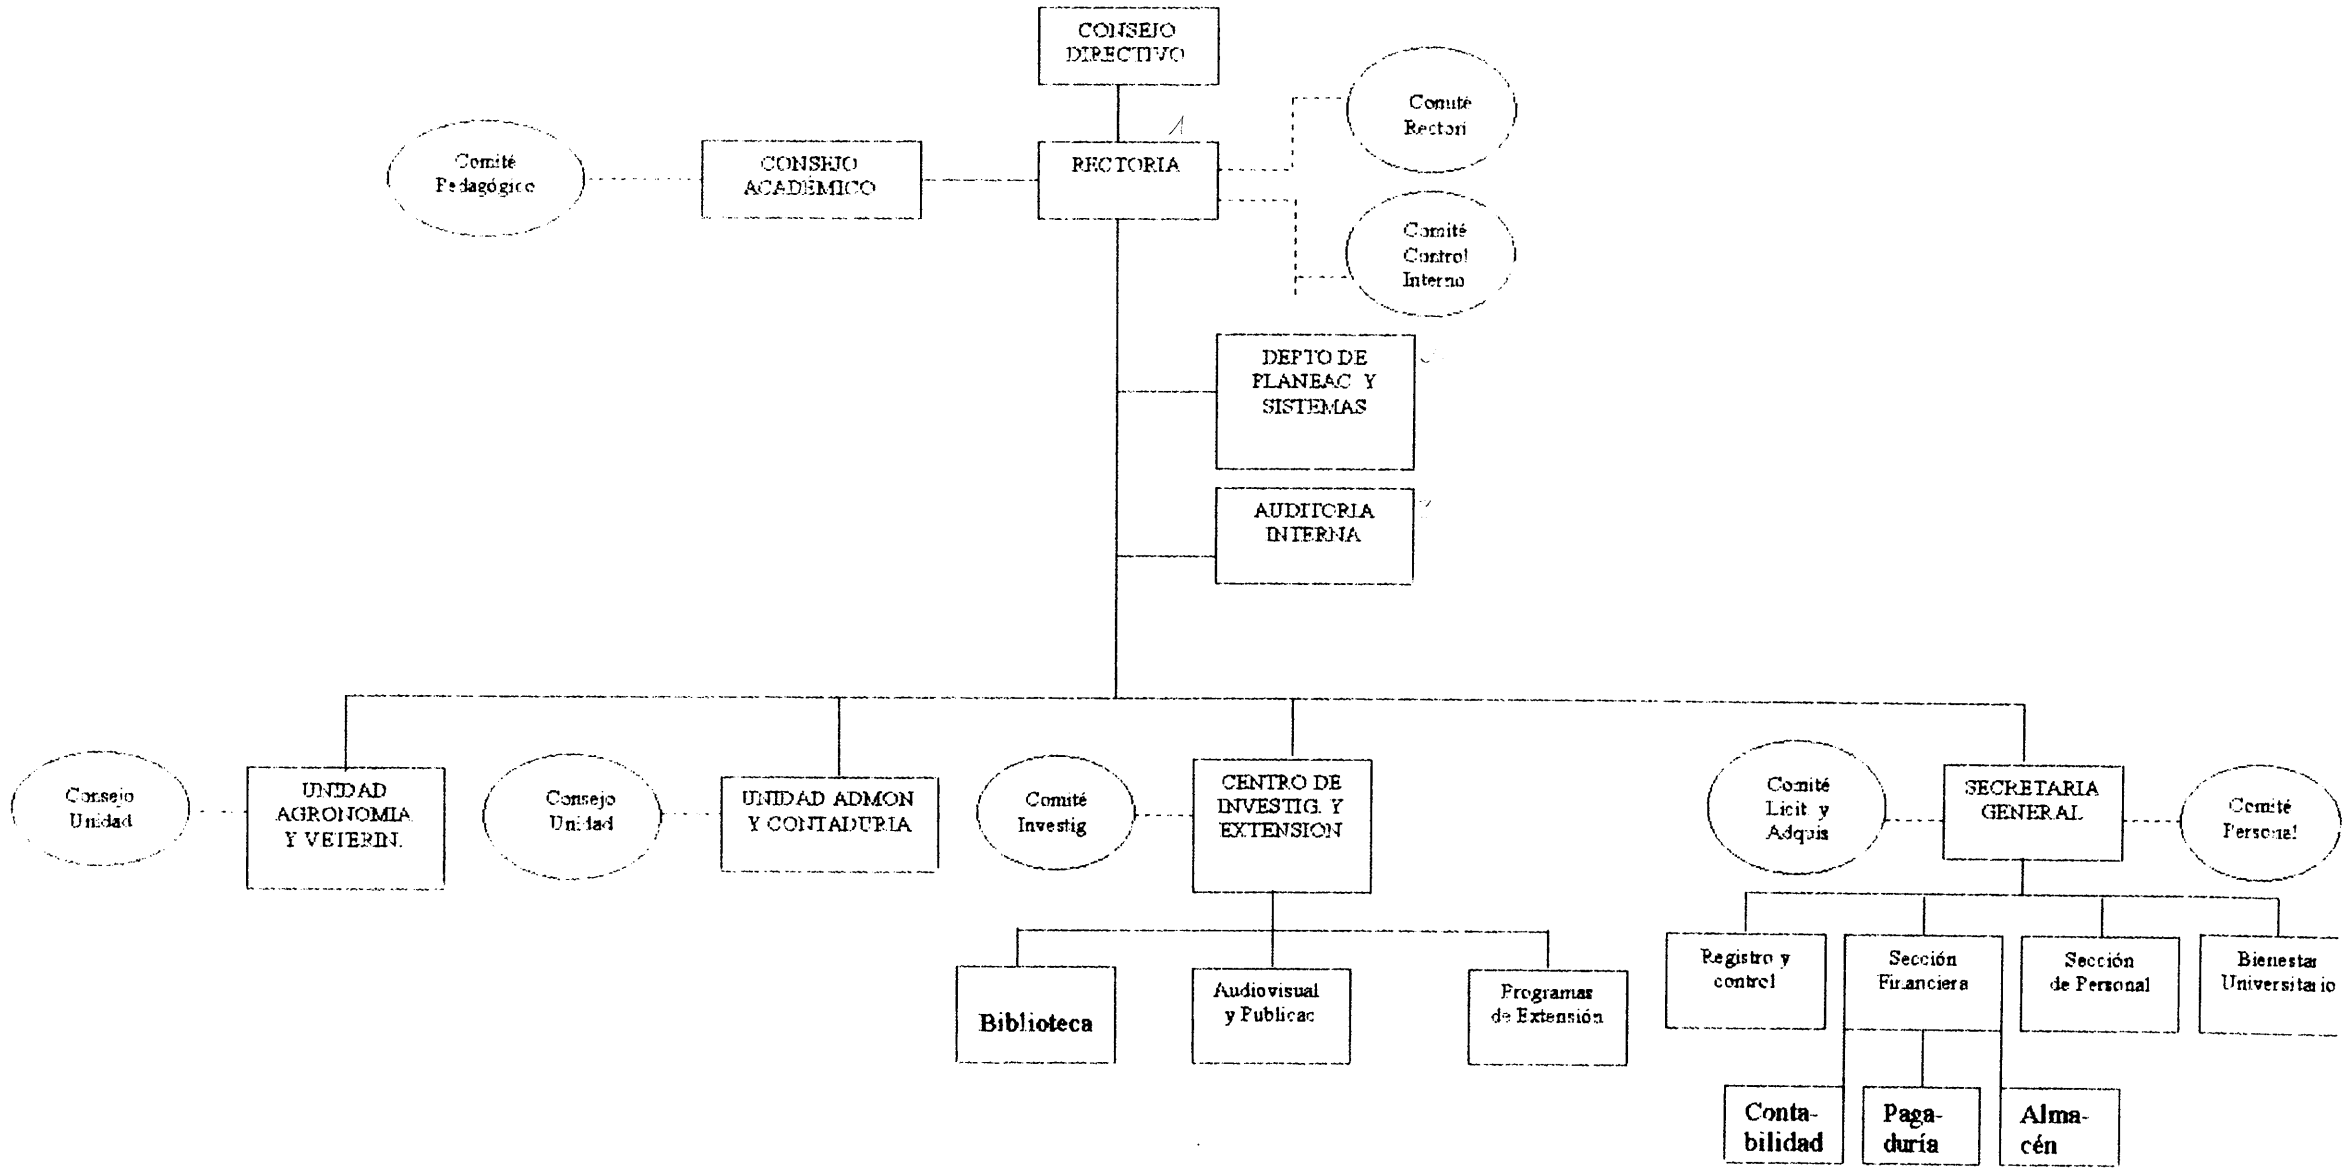 CONSEJO
DIRECTIVO
Comité
Rectorí
1
Comité
Pedagógico
CONSEJO
ACADÉMICO
RECTORIA
Comité
Control
Interno
DEPTO DE
PLANEAC Y
SISTEMAS
AUDITORIA
INTERNA
3
Consejo
Unidad
UNIDAD
AGRONOMIA
Y VETERIN.
Consejo
Unidad
UNIDAD ADMON
Y CONTADURIA
Comité
Investig
CENTRO DE
INVESTIG. Y
EXTENSION
Comité
Licit. y
Adquis
SECRETARIA
GENERAL
Comité
Personal
Biblioteca
Audiovisual
y Publicac
Programas
de Extensión
Registro y
control
Sección
Financiera
Sección
de Personal
Bienestar
Universitario
Conta-
bilidad
Paga-
duría
Alma-
cén